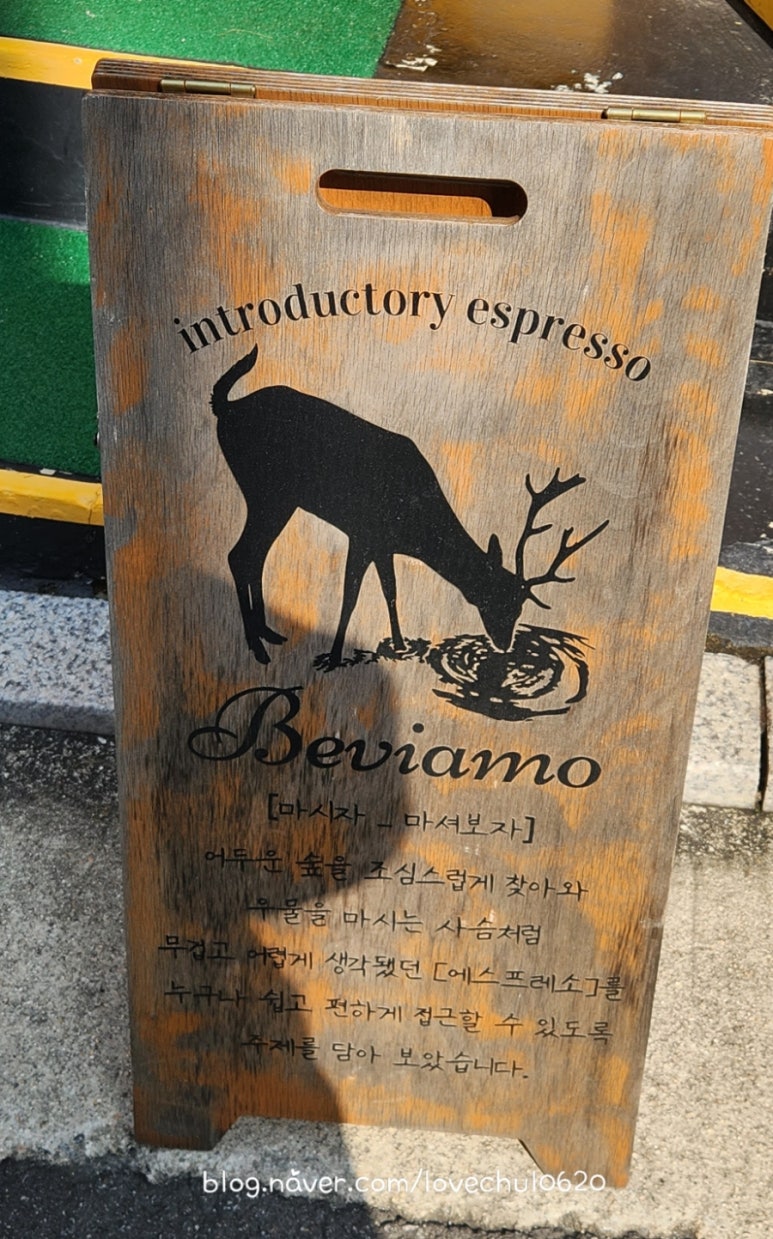 introductory espresso
Beviamo
[마시자 - 마셔보자]
어두운 숲을 조심스럽게 찾아와
우물을 마시는 사슴처럼
무겁고 어렵게 생각됐던 [에스프레소]를
누구나 쉽고 편하게 접근할 수 있도록
주제를 담아 보았습니다.
blog.naver.com/lovechul0620